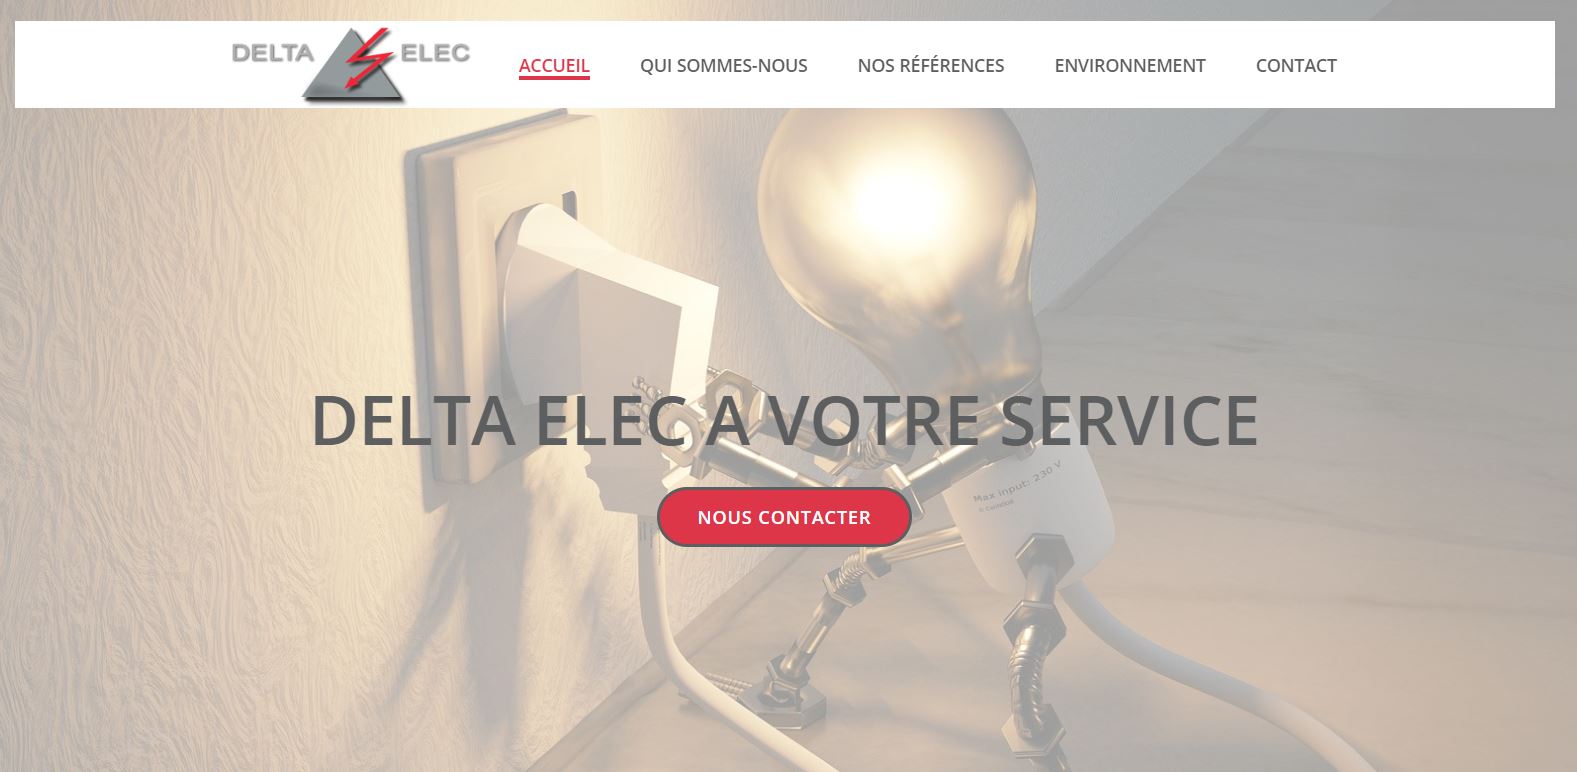 DELTA ELEC
ACCUEIL
QUI SOMMES-NOUS
NOS RÉFÉRENCES
ENVIRONNEMENT
CONTACT
DELTA ELEC A VOTRE SERVICE
Max input: 230 V
NOUS CONTACTER